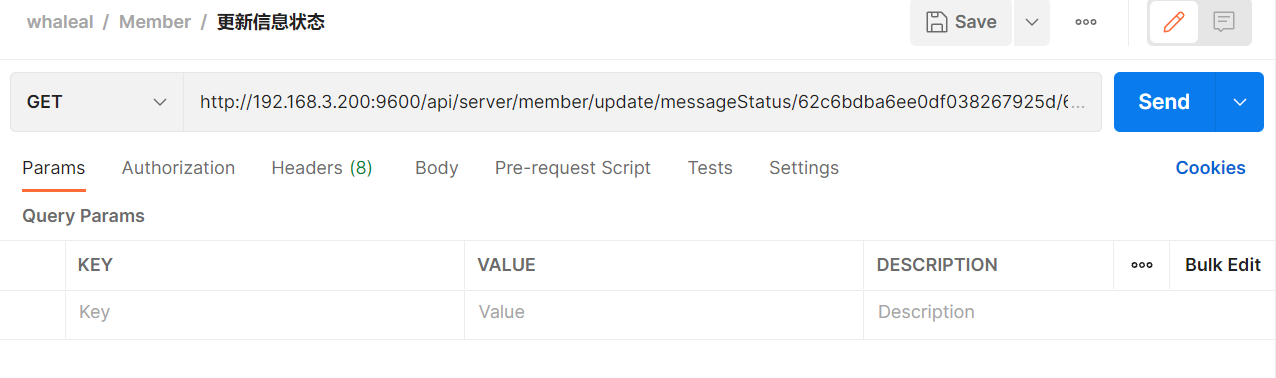 whaleal / Member / 更新信息状态
Save
GET
http://192.168.3.200:9600/api/server/member/update/messageStatus/62c6bdba6ee0df038267925d/6...
Send
Params Authorization Headers (8) Body Pre-request Script Tests Settings Cookies
Query Params
KEY VALUE DESCRIPTION Bulk Edit
Key Value Description